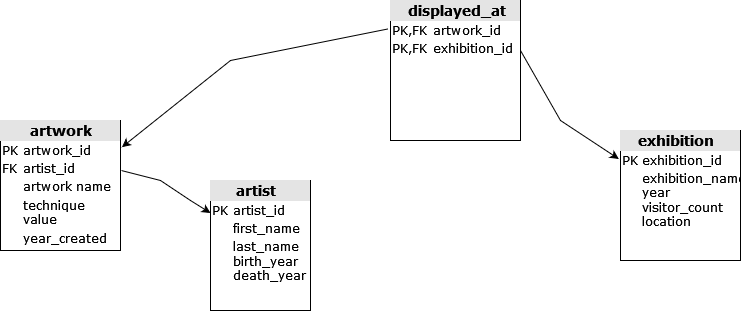 displayed_at
PK,FK artwork_id
PK,FK exhibition_id
artwork
PK artwork_id
FK artist_id
artwork name
technique
value
year_created
artist
PK artist_id
first_name
last_name
birth_year
death_year
exhibition
PK exhibition_id
exhibition_name
year
visitor_count
location